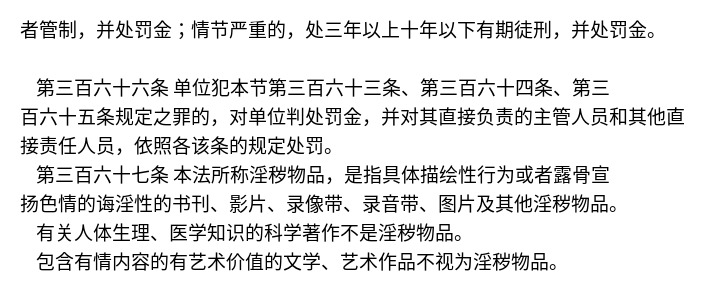 者管制，并处罚金；情节严重的，处三年以上十年以下有期徒刑，并处罚金。
第三百六十六条 单位犯本节第三百六十三条、第三百六十四条、第三
百六十五条规定之罪的，对单位判处罚金，并对其直接负责的主管人员和其他直
接责任人员，依照各该条的规定处罚。
第三百六十七条 本法所称淫秽物品，是指具体描绘性行为或者露骨宣
扬色情的诲淫性的书刊、影片、录像带、录音带、图片及其他淫秽物品。
有关人体生理、医学知识的科学著作不是淫秽物品。
包含有情内容的有艺术价值的文学、艺术作品不视为淫秽物品。